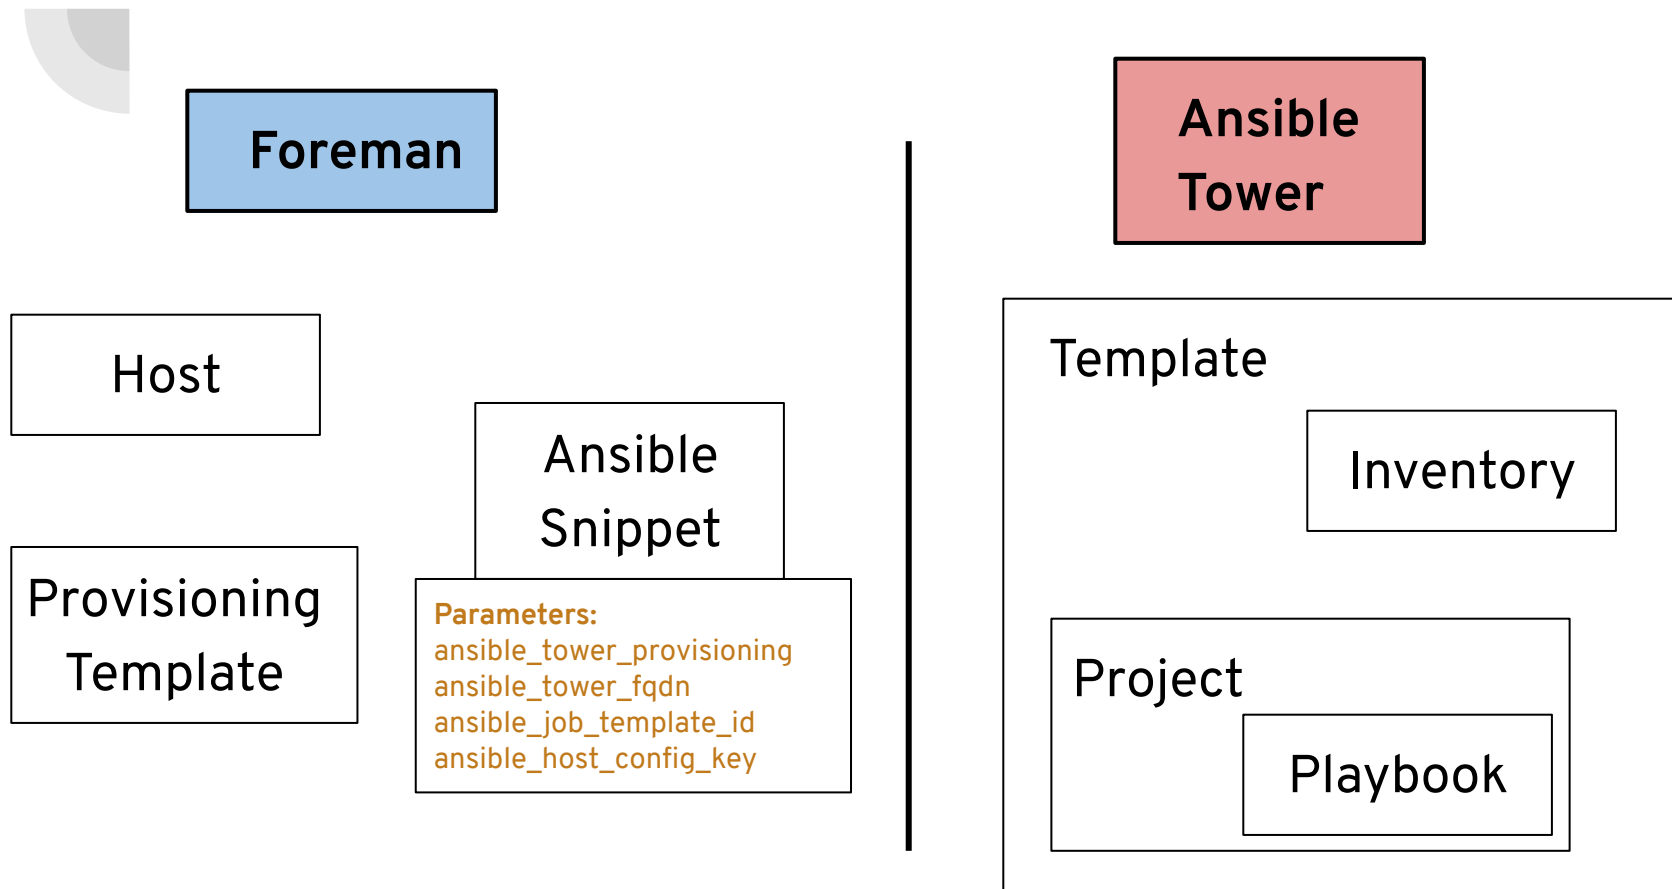 Foreman
Host
Provisioning
Template
Ansible
Snippet
Parameters:
ansible_tower_provisioning
ansible_tower_fqdn
ansible_job_template_id
ansible_host_config_key
Ansible
Tower
Template
Inventory
Project
Playbook